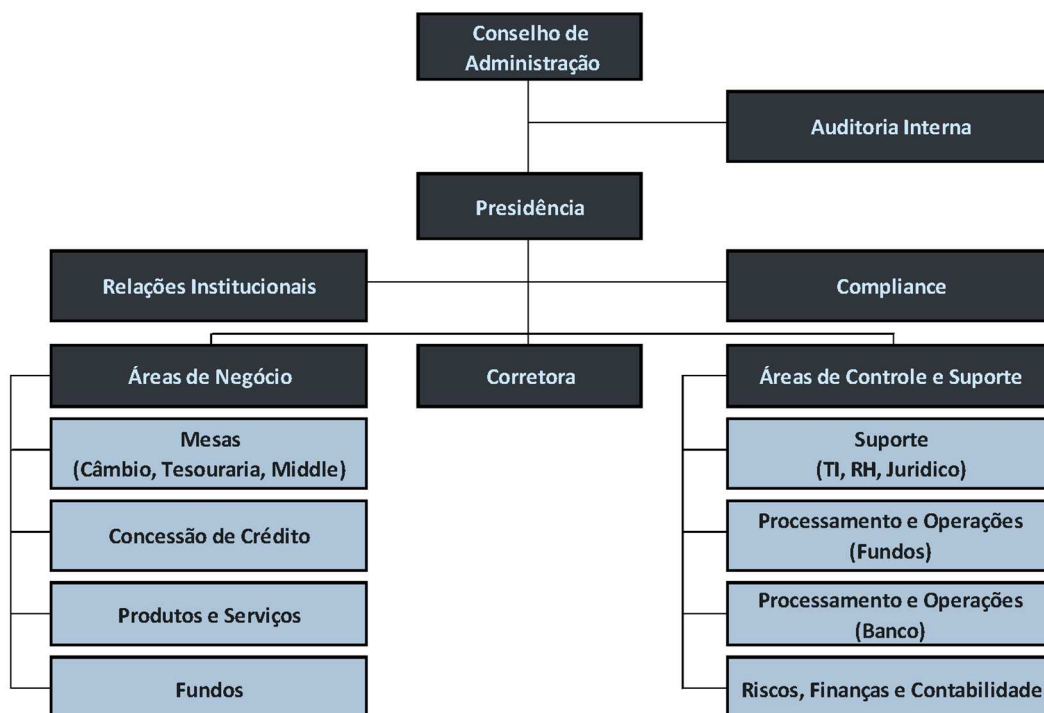 Conselho de
Administração
Auditoria Interna
Presidência
Relações Institucionais
Compliance
Áreas de Negócio
Corretora
Áreas de Controle e Suporte
Mesas
(Câmbio, Tesouraria, Middle)
Suporte
(TI, RH, Juridico)
Concessão de Crédito
Processamento e Operações
(Fundos)
Produtos e Serviços
Processamento e Operações
(Banco)
Fundos
Riscos, Finanças e Contabilidade